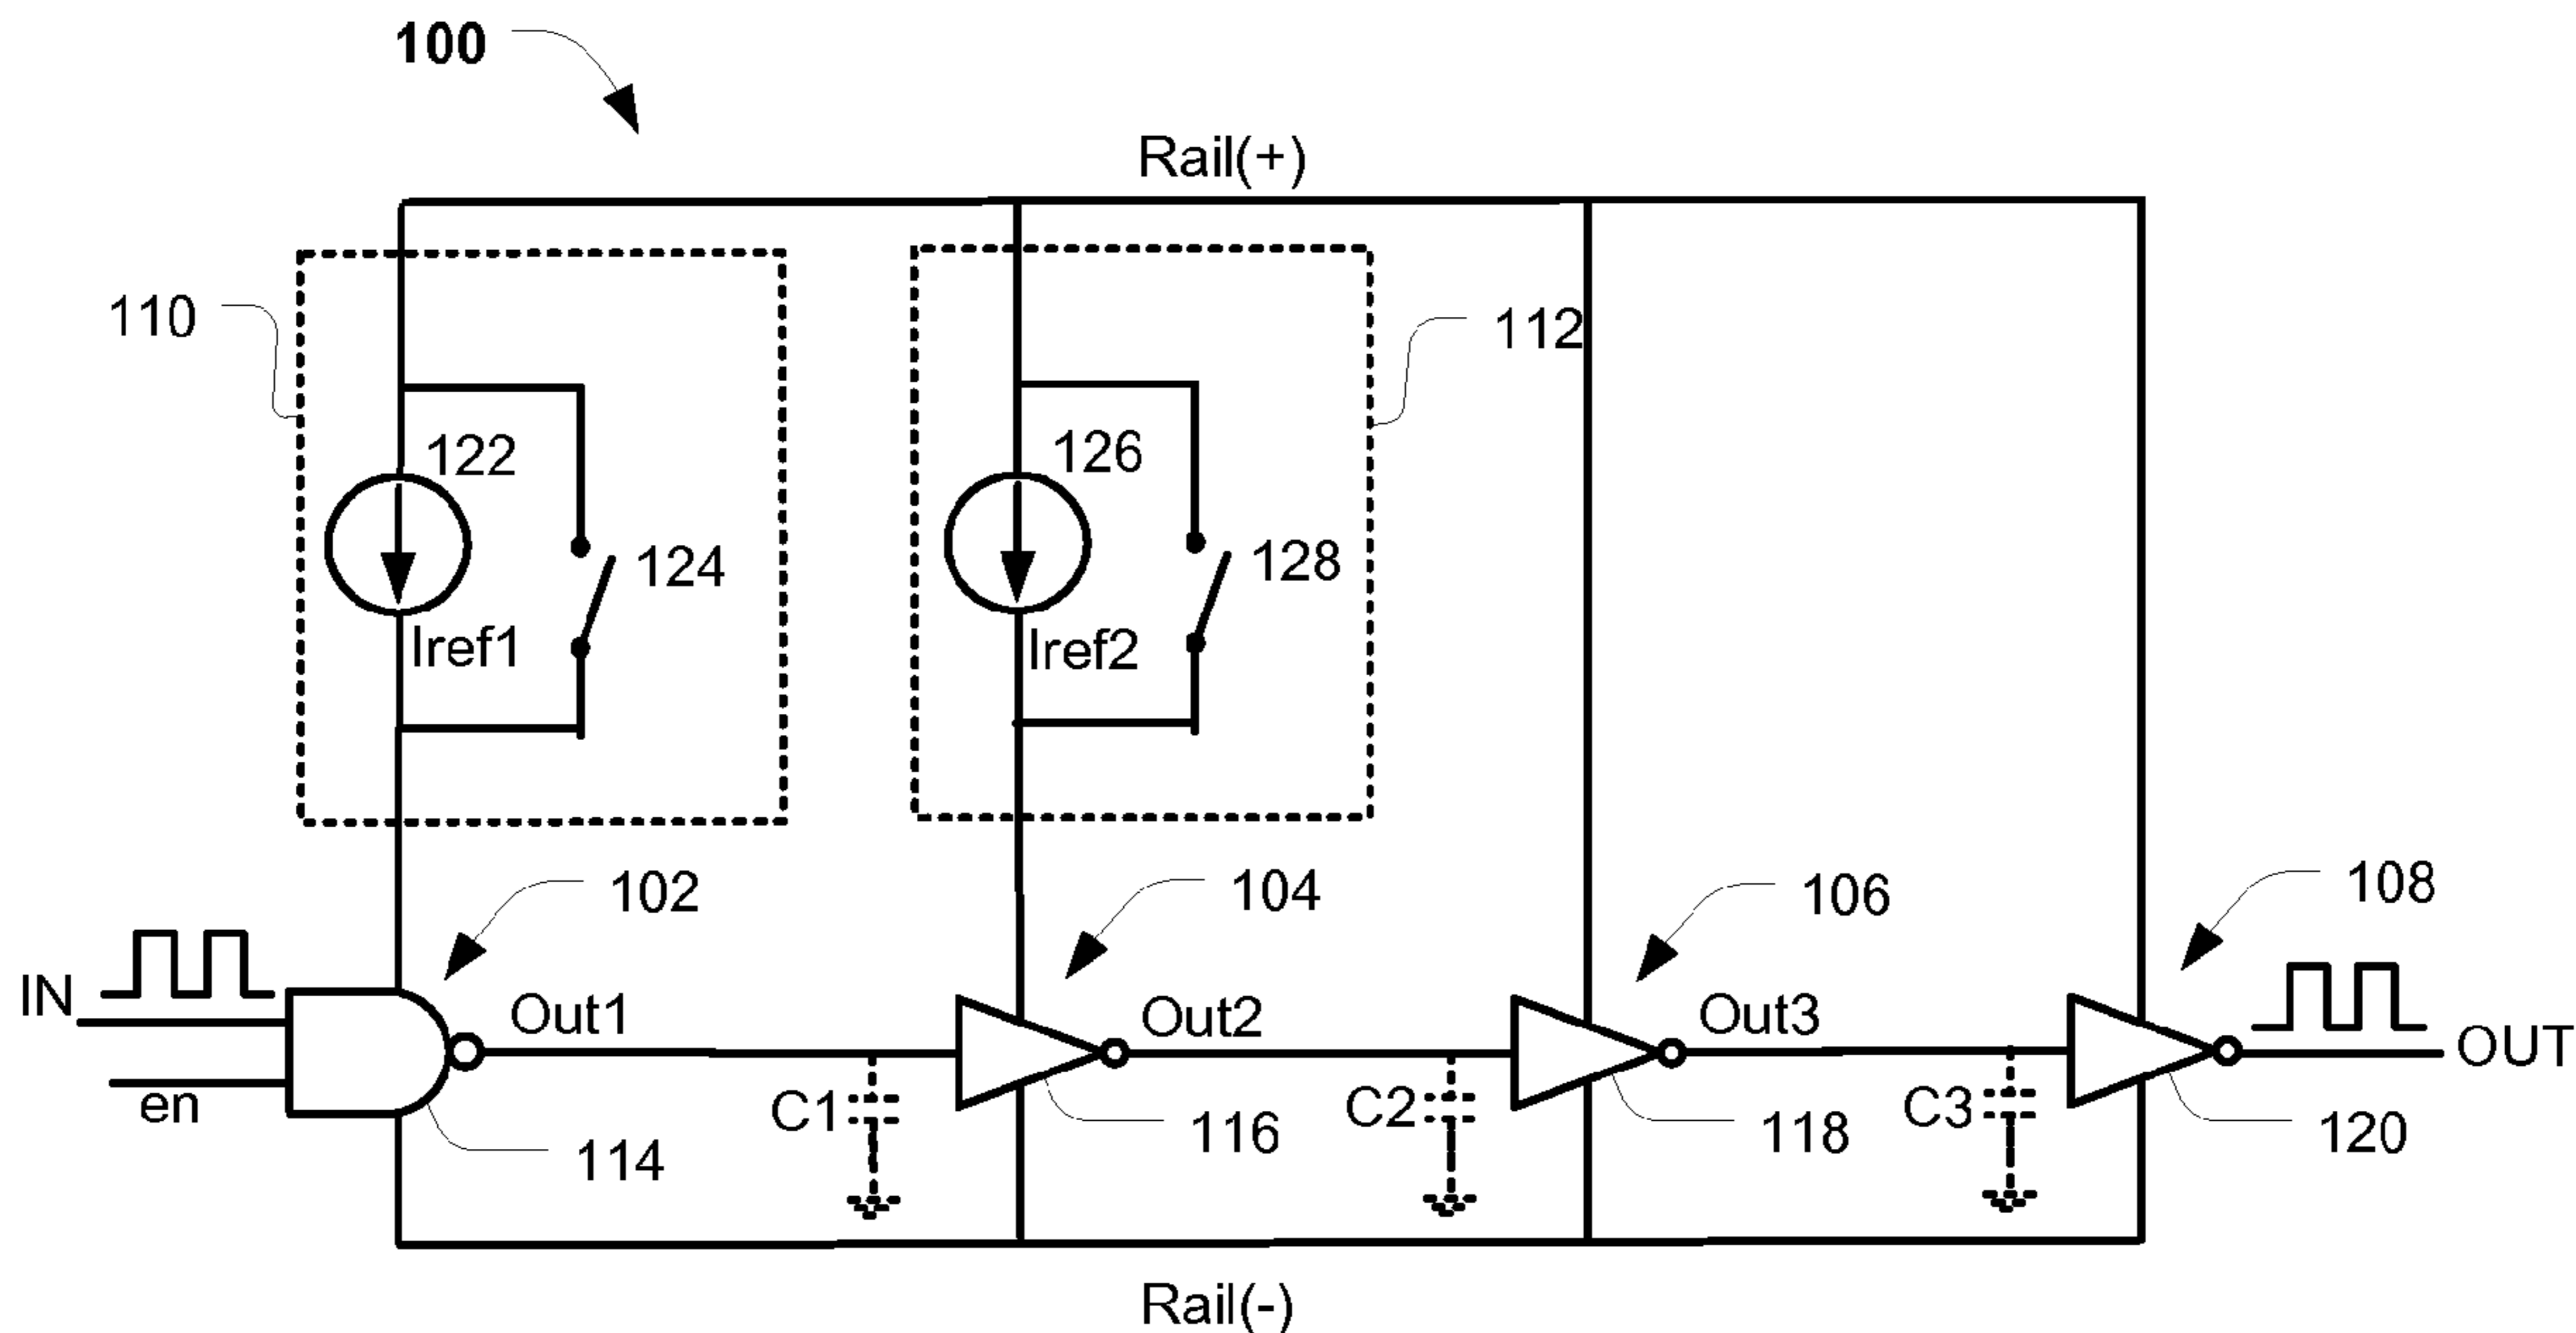 100
Rail(+)
110
112
122
126
124
128
Iref1
Iref2
102
104
106
108
IN
Out1
Out2
Out3
OUT
en
C1
C2
C3
114
116
118
120
Rail(-)